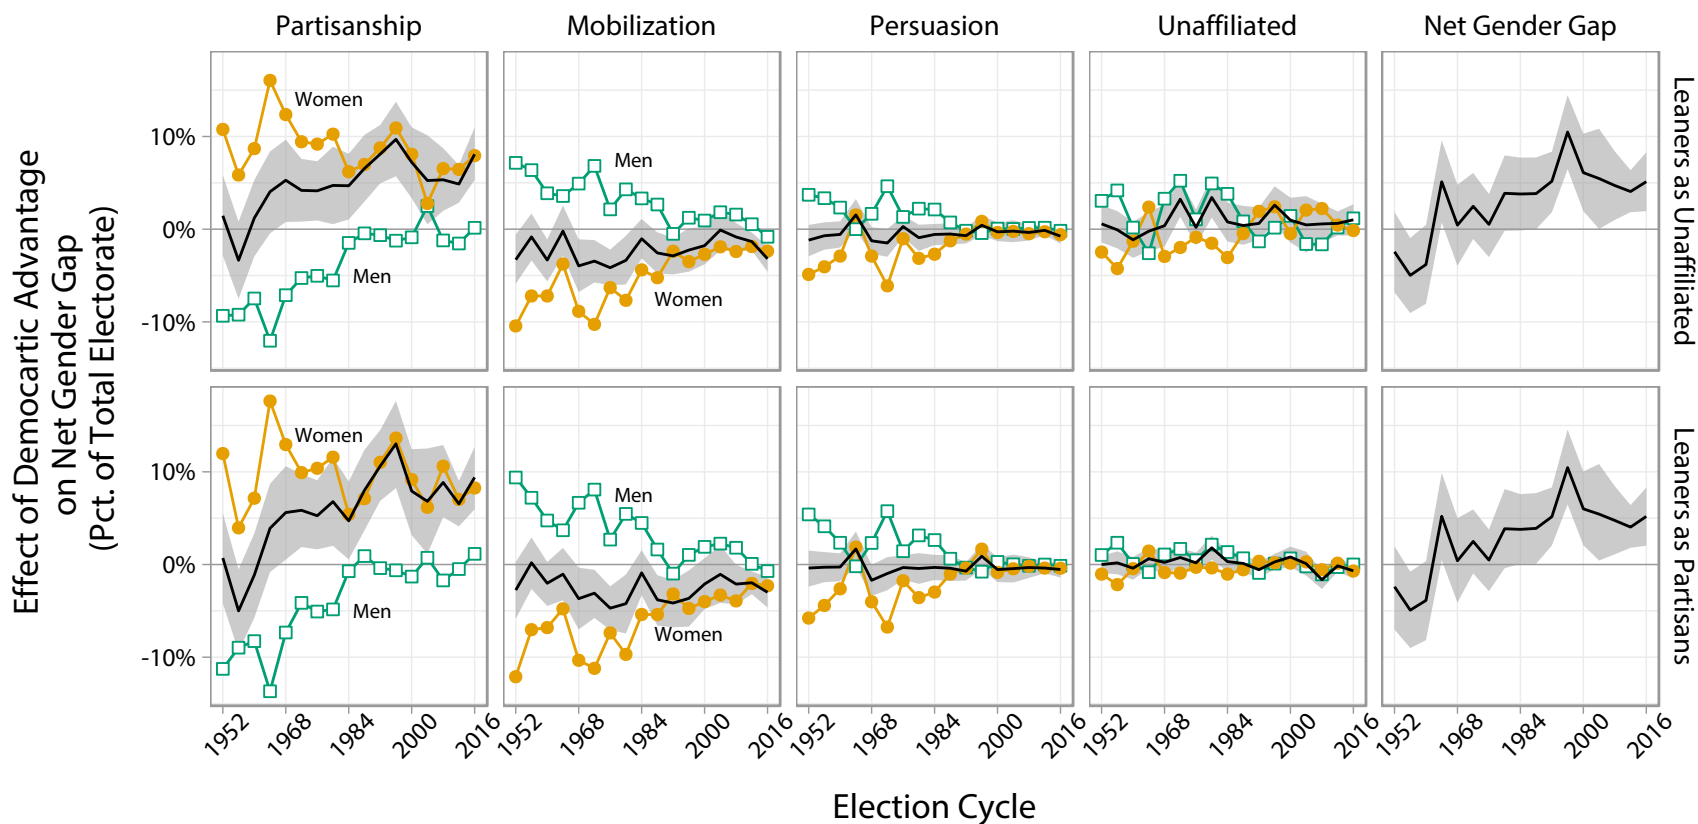 Partisanship
Mobilization
Persuasion
Unaffiliated
Net Gender Gap
Effect of Democartic Advantage
on Net Gender Gap
(Pct. of Total Electorate)
10%
0%
-10%
Women
Men
Men
Women
Leaners as Unaffiliated
10%
0%
-10%
Women
Men
Men
Women
Leaners as Partisans
1952 1968 1984 2000 2016
1952 1968 1984 2000 2016
1952 1968 1984 2000 2016
1952 1968 1984 2000 2016
1952 1968 1984 2000 2016
Election Cycle